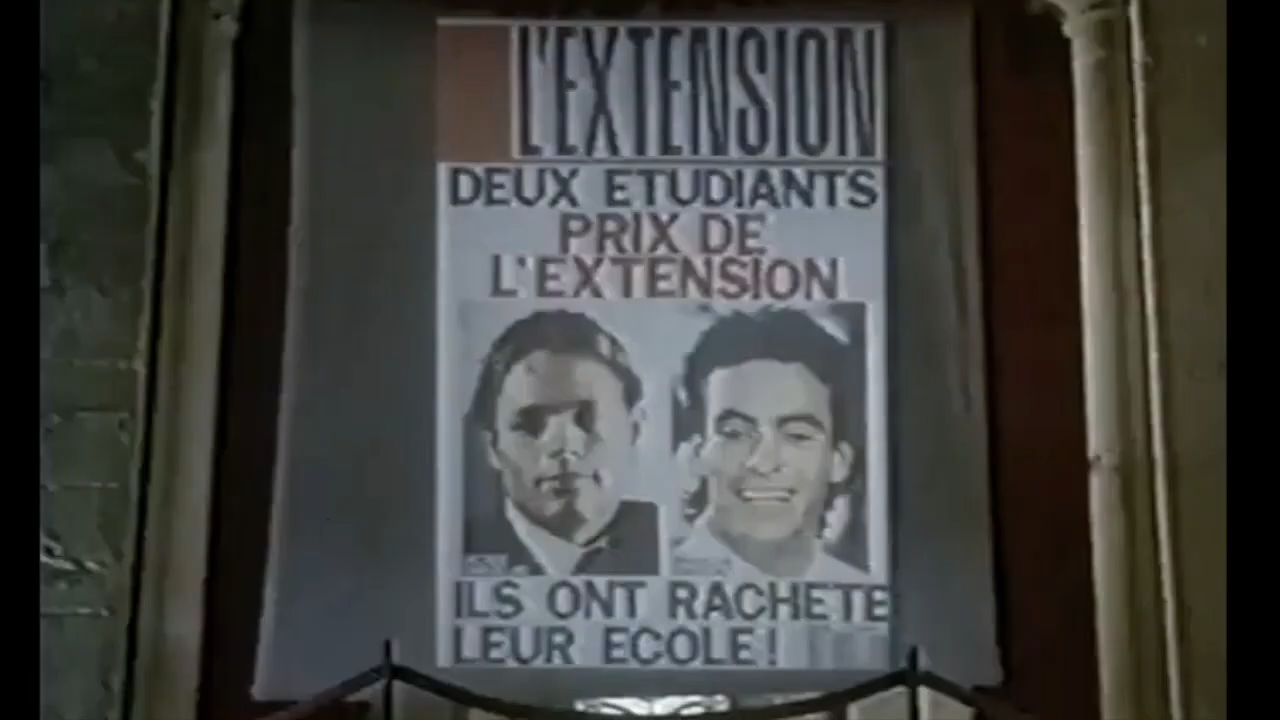 L'EXTENSION
DEUX ETUDIANTS
PRIX DE
L'EXTENSION
ILS ONT RACHETE
LEUR ECOLE!